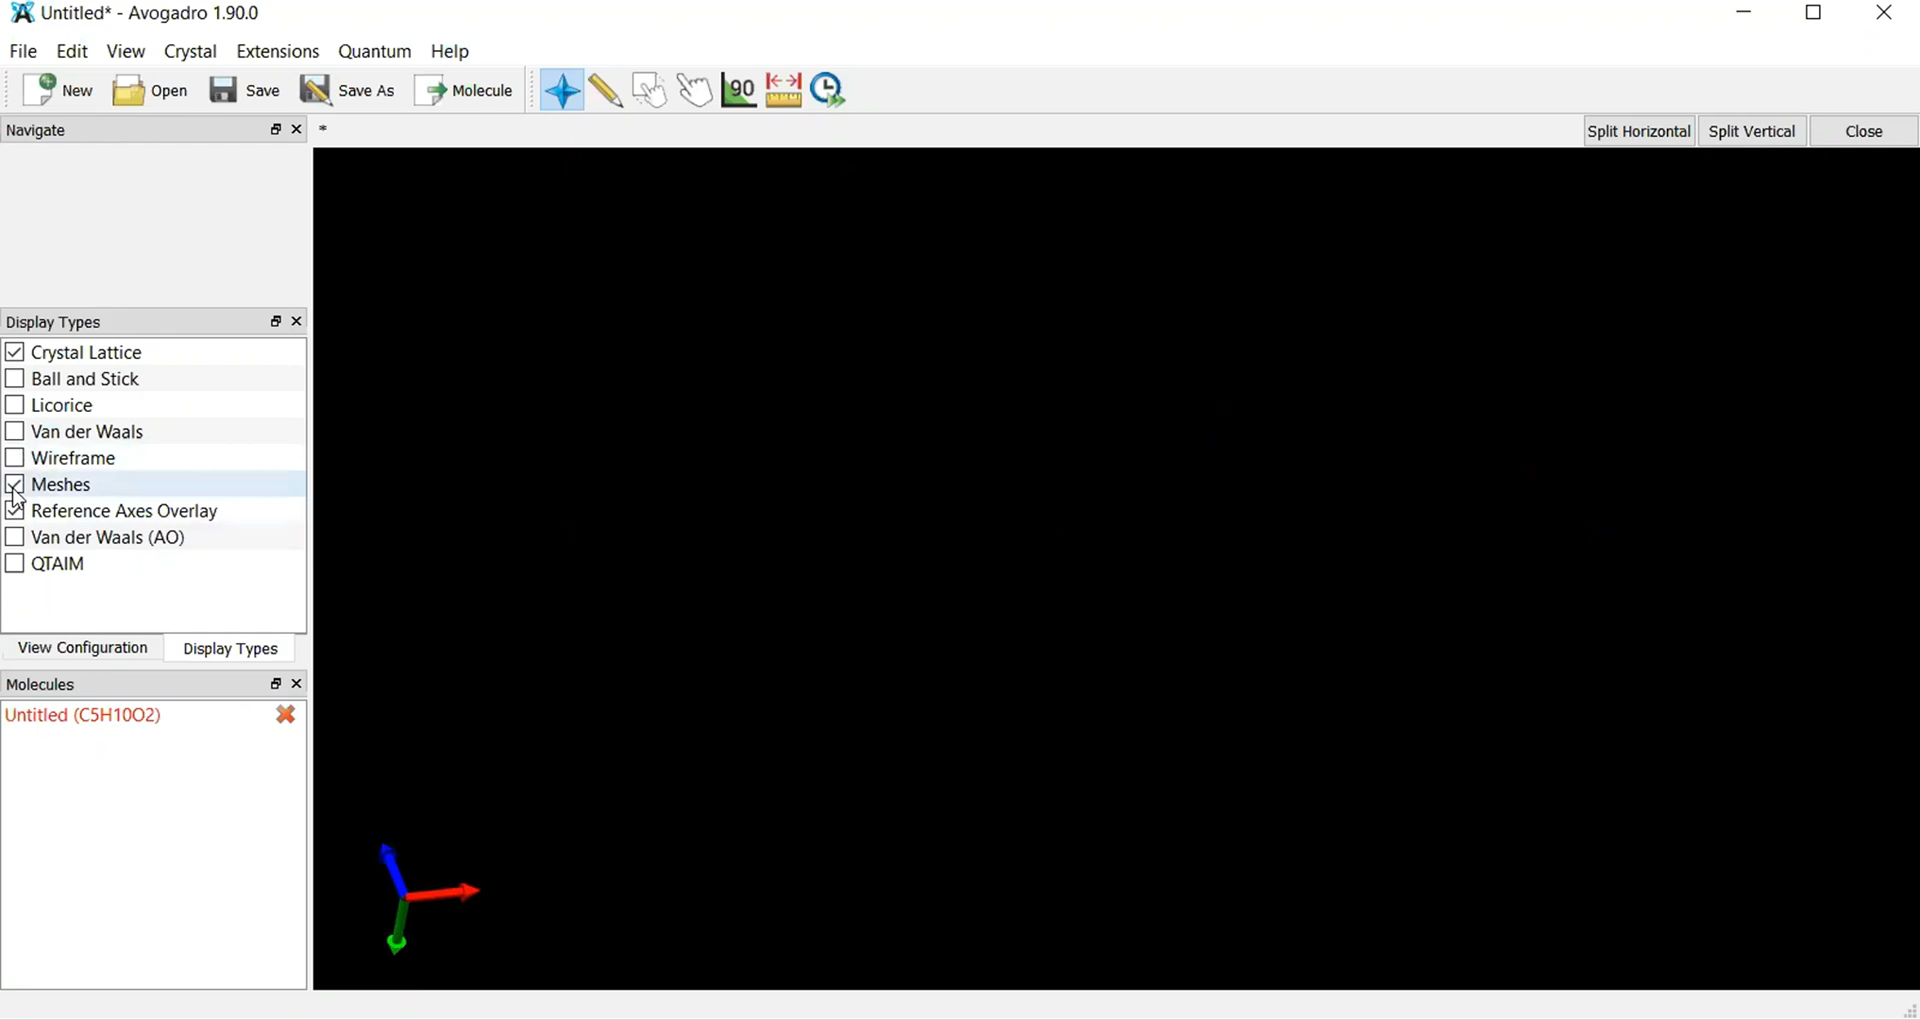 Untitled* - Avogadro 1.90.0
File Edit View Crystal Extensions Quantum Help
New Open Save Save As Molecule 90
Navigate * Split Horizontal Split Vertical Close
Display Types
Crystal Lattice
Ball and Stick
Licorice
Van der Waals
Wireframe
Meshes
Reference Axes Overlay
Van der Waals (AO)
QTAIM
View Configuration Display Types
Molecules
Untitled (C5H10O2)